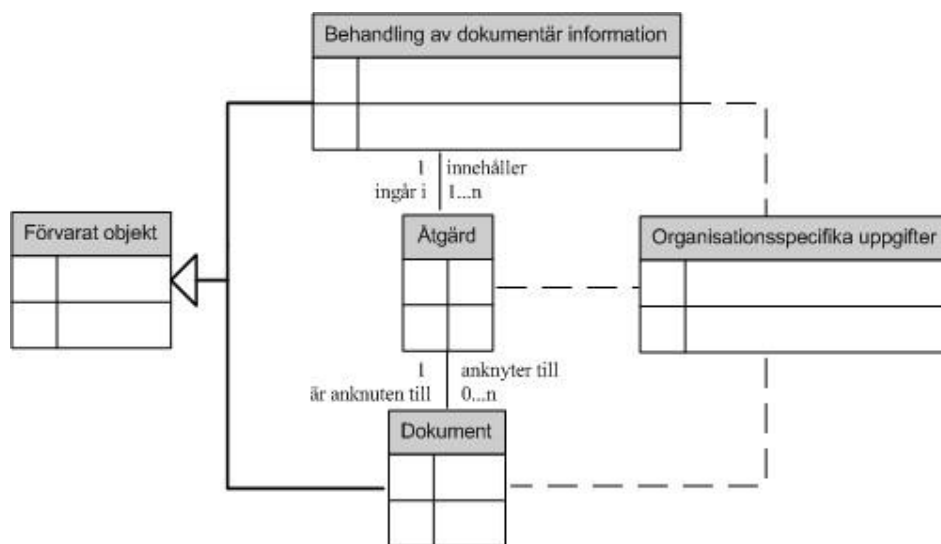 Behandling av dokumentär information
1 innehåller
ingår i 1...n
Förvarat objekt
Åtgärd
Organisationsspecifika uppgifter
1 anknyter till
är anknuten till 0...n
Dokument